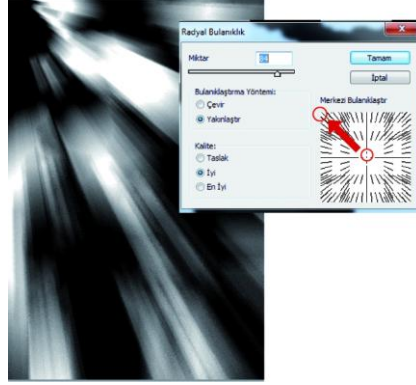 Radyal Bulanıklık
Miktar
Tamam
İptal
Bulanıklaştırma Yöntemi:
Çevir
Yakınlaştır
Merkezi Bulanıklaştır
Kalite:
Taslak
İyi
En İyi